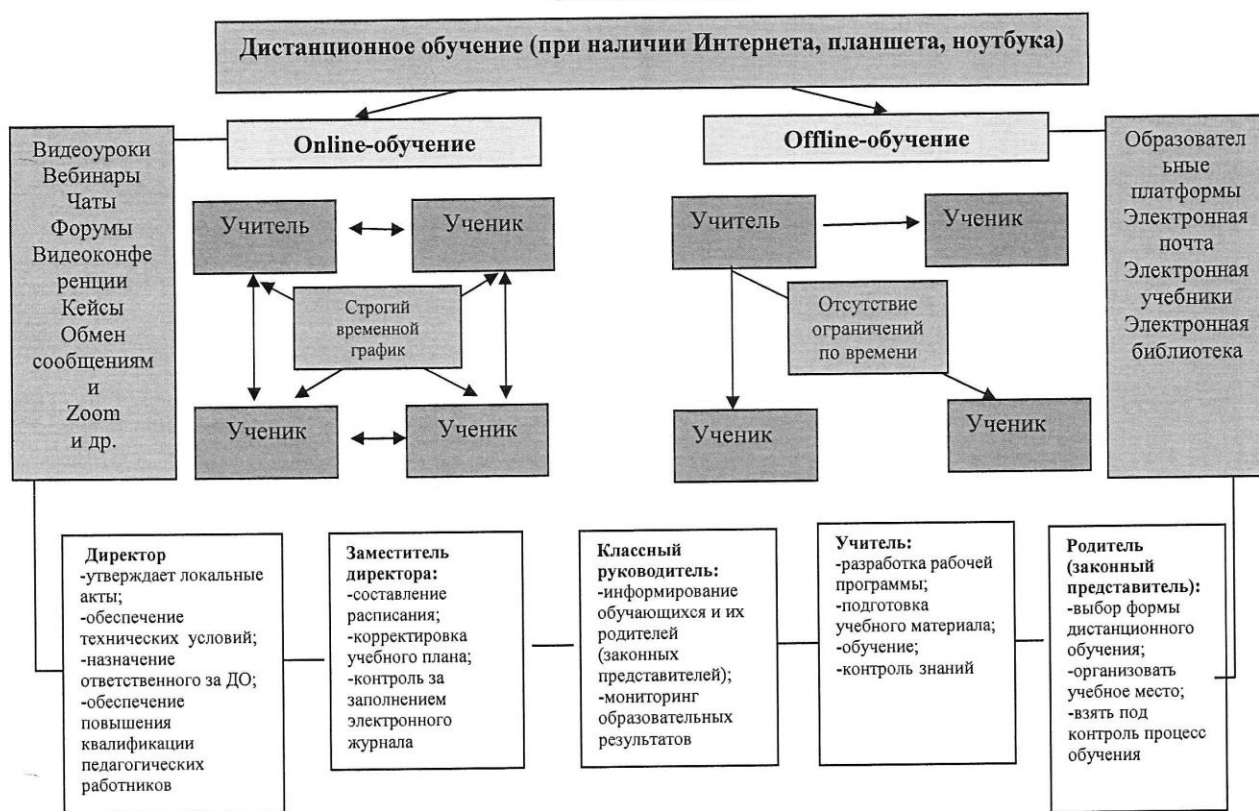 Дистанционное обучение (при наличии Интернета, планшета, ноутбука)
Online-обучение
Offline-обучение
Видеоуроки
Вебинары
Чаты
Форумы
Видеоконфе
ренции
Кейсы
Обмен
сообщениям
и
Zoom
и др.
Учитель
Ученик
Строгий
временной
график
Ученик
Ученик
Учитель
Ученик
Отсутствие
ограничений
по времени
Ученик
Ученик
Образовател
ьные
платформы
Электронная
почта
Электронная
учебники
Электронная
библиотека
Директор
-утверждает локальные
акты;
-обеспечение
технических условий;
-назначение
ответственного за ДО;
-обеспечение
повышения
квалификации
педагогических
работников
Заместитель
директора:
-составление
расписания;
-корректировка
учебного плана;
-контроль за
заполнением
электронного
журнала
Классный
руководитель:
-информирование
обучающихся и их
родителей
(законных
представителей);
-мониторинг
образовательных
результатов
Учитель:
-разработка рабочей
программы;
-подготовка
учебного материала;
-обучение;
-контроль знаний
Родитель
(законный
представитель):
-выбор формы
дистанционного
обучения;
-организовать
учебное место;
-взять под
контроль процесс
обучения